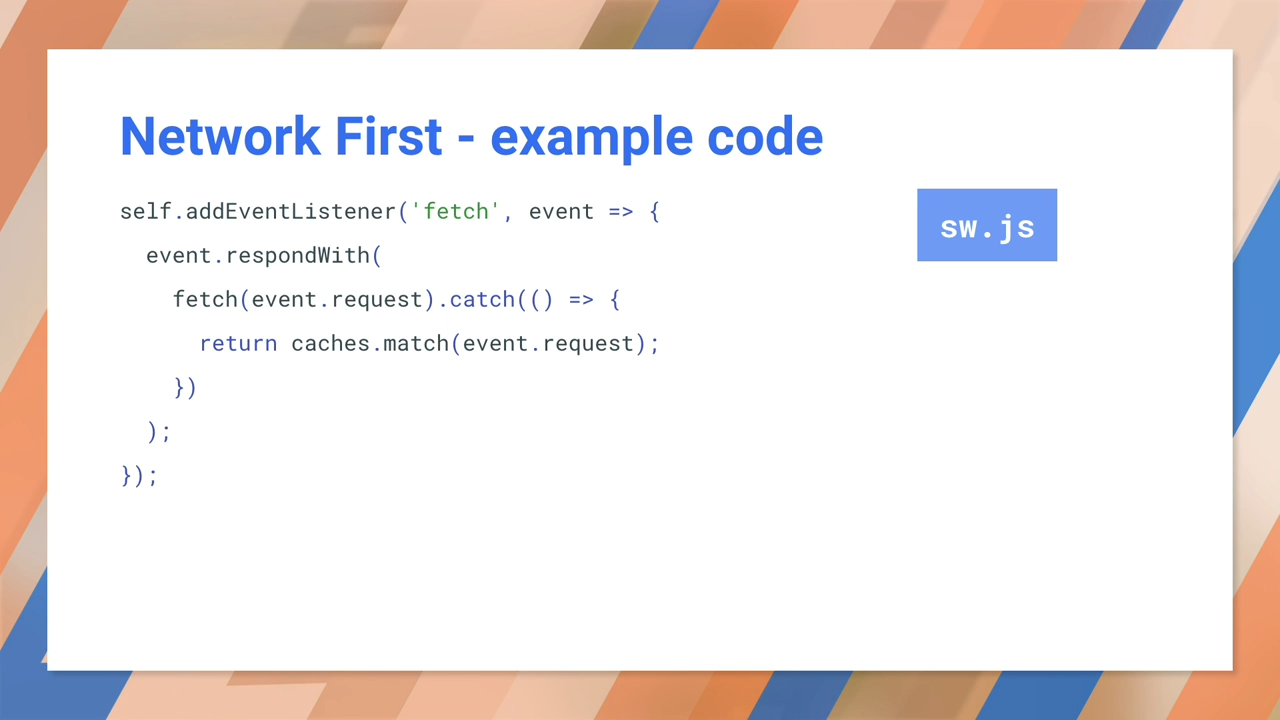 Network First - example code
self.addEventListener('fetch', event => {
  event.respondWith(
    fetch(event.request).catch(() => {
      return caches.match(event.request);
    })
  );
});
sw.js